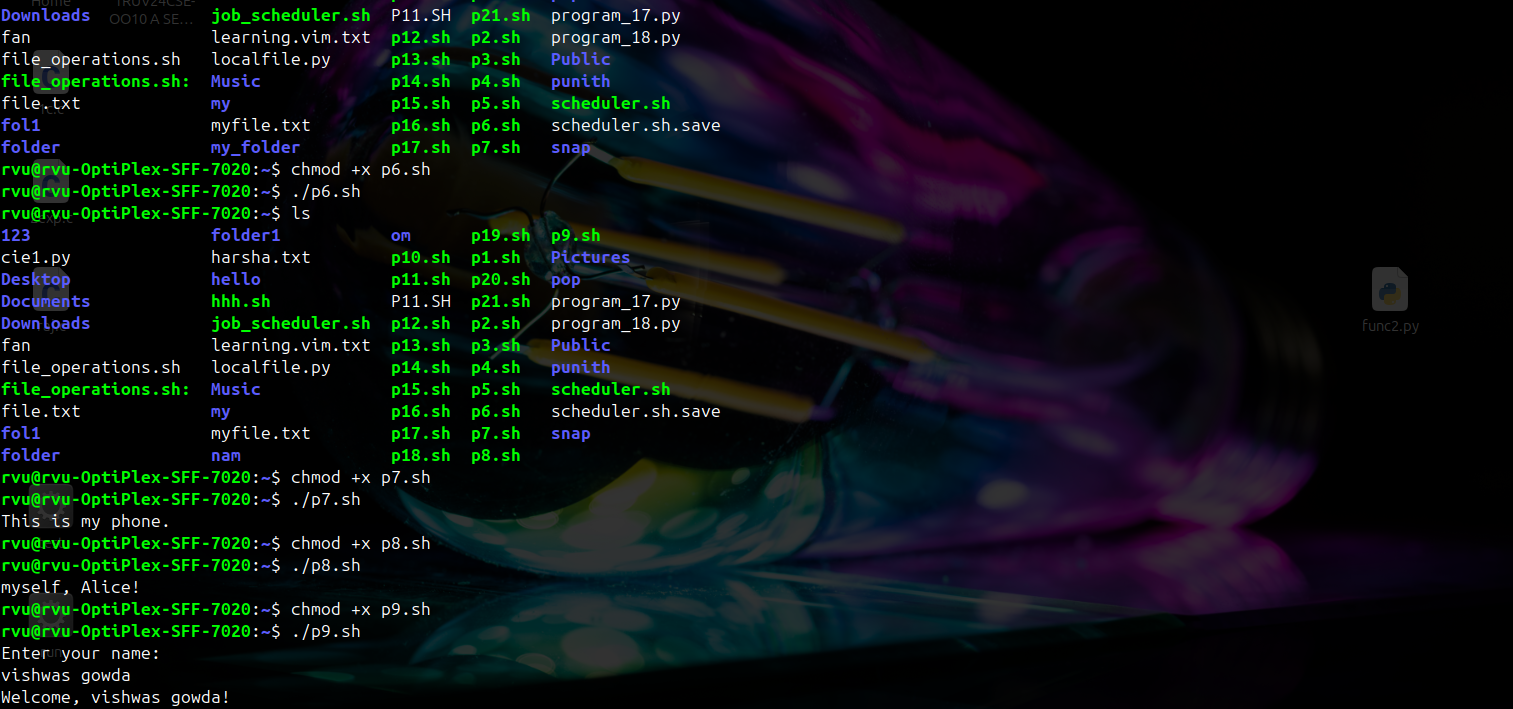 Home TRUV24CSE-
OO10 A SE...
Downloads job_scheduler.sh P11.SH p21.sh program_17.py
fan learning.vim.txt p12.sh p2.sh program_18.py
file_operations.sh localfile.py p13.sh p3.sh Public
file_operations.sh: Music p14.sh p4.sh punith
file.txt my p15.sh p5.sh scheduler.sh
fol1 myfile.txt p16.sh p6.sh scheduler.sh.save
folder my_folder p17.sh p7.sh snap
rvu@rvu-OptiPlex-SFF-7020:~$ chmod +x p6.sh
rvu@rvu-OptiPlex-SFF-7020:~$ ./p6.sh
rvu@rvu-OptiPlex-SFF-7020:~$ ls
123 folder1 om p19.sh p9.sh
cie1.py harsha.txt p10.sh p1.sh Pictures
Desktop hello p11.sh p20.sh pop
Documents hhh.sh P11.SH p21.sh program_17.py
Downloads job_scheduler.sh p12.sh p2.sh program_18.py
fan learning.vim.txt p13.sh p3.sh Public
file_operations.sh localfile.py p14.sh p4.sh punith
file_operations.sh: Music p15.sh p5.sh scheduler.sh
file.txt my p16.sh p6.sh scheduler.sh.save
fol1 myfile.txt p17.sh p7.sh snap
folder nam p18.sh p8.sh
rvu@rvu-OptiPlex-SFF-7020:~$ chmod +x p7.sh
rvu@rvu-OptiPlex-SFF-7020:~$ ./p7.sh
This is my phone.
rvu@rvu-OptiPlex-SFF-7020:~$ chmod +x p8.sh
rvu@rvu-OptiPlex-SFF-7020:~$ ./p8.sh
myself, Alice!
rvu@rvu-OptiPlex-SFF-7020:~$ chmod +x p9.sh
rvu@rvu-OptiPlex-SFF-7020:~$ ./p9.sh
Enter your name:
vishwas gowda
Welcome, vishwas gowda!
func2.py